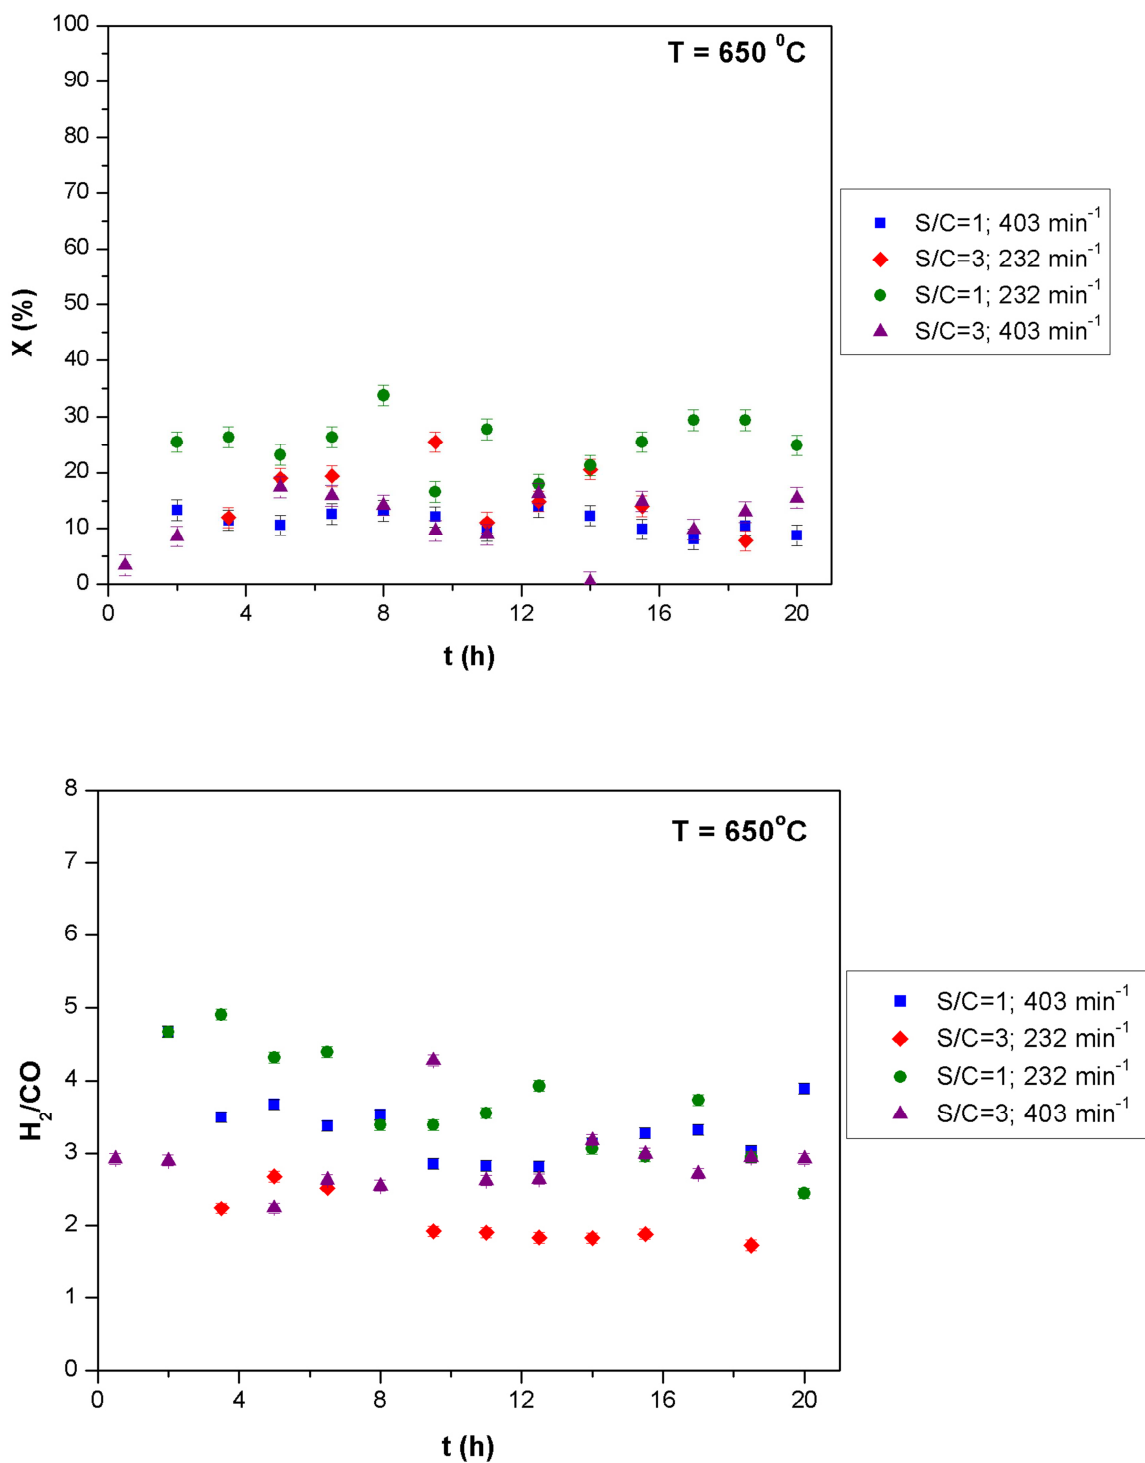 100
90
80
70
60
50
40
30
20
10
0
X (%)
T = 650 ⁰C
0 4 8 12 16 20
t (h)
S/C=1; 403 min⁻¹
S/C=3; 232 min⁻¹
S/C=1; 232 min⁻¹
S/C=3; 403 min⁻¹
8
7
6
5
4
3
2
1
0
H₂/CO
T = 650ᵒC
0 4 8 12 16 20
t (h)
S/C=1; 403 min⁻¹
S/C=3; 232 min⁻¹
S/C=1; 232 min⁻¹
S/C=3; 403 min⁻¹